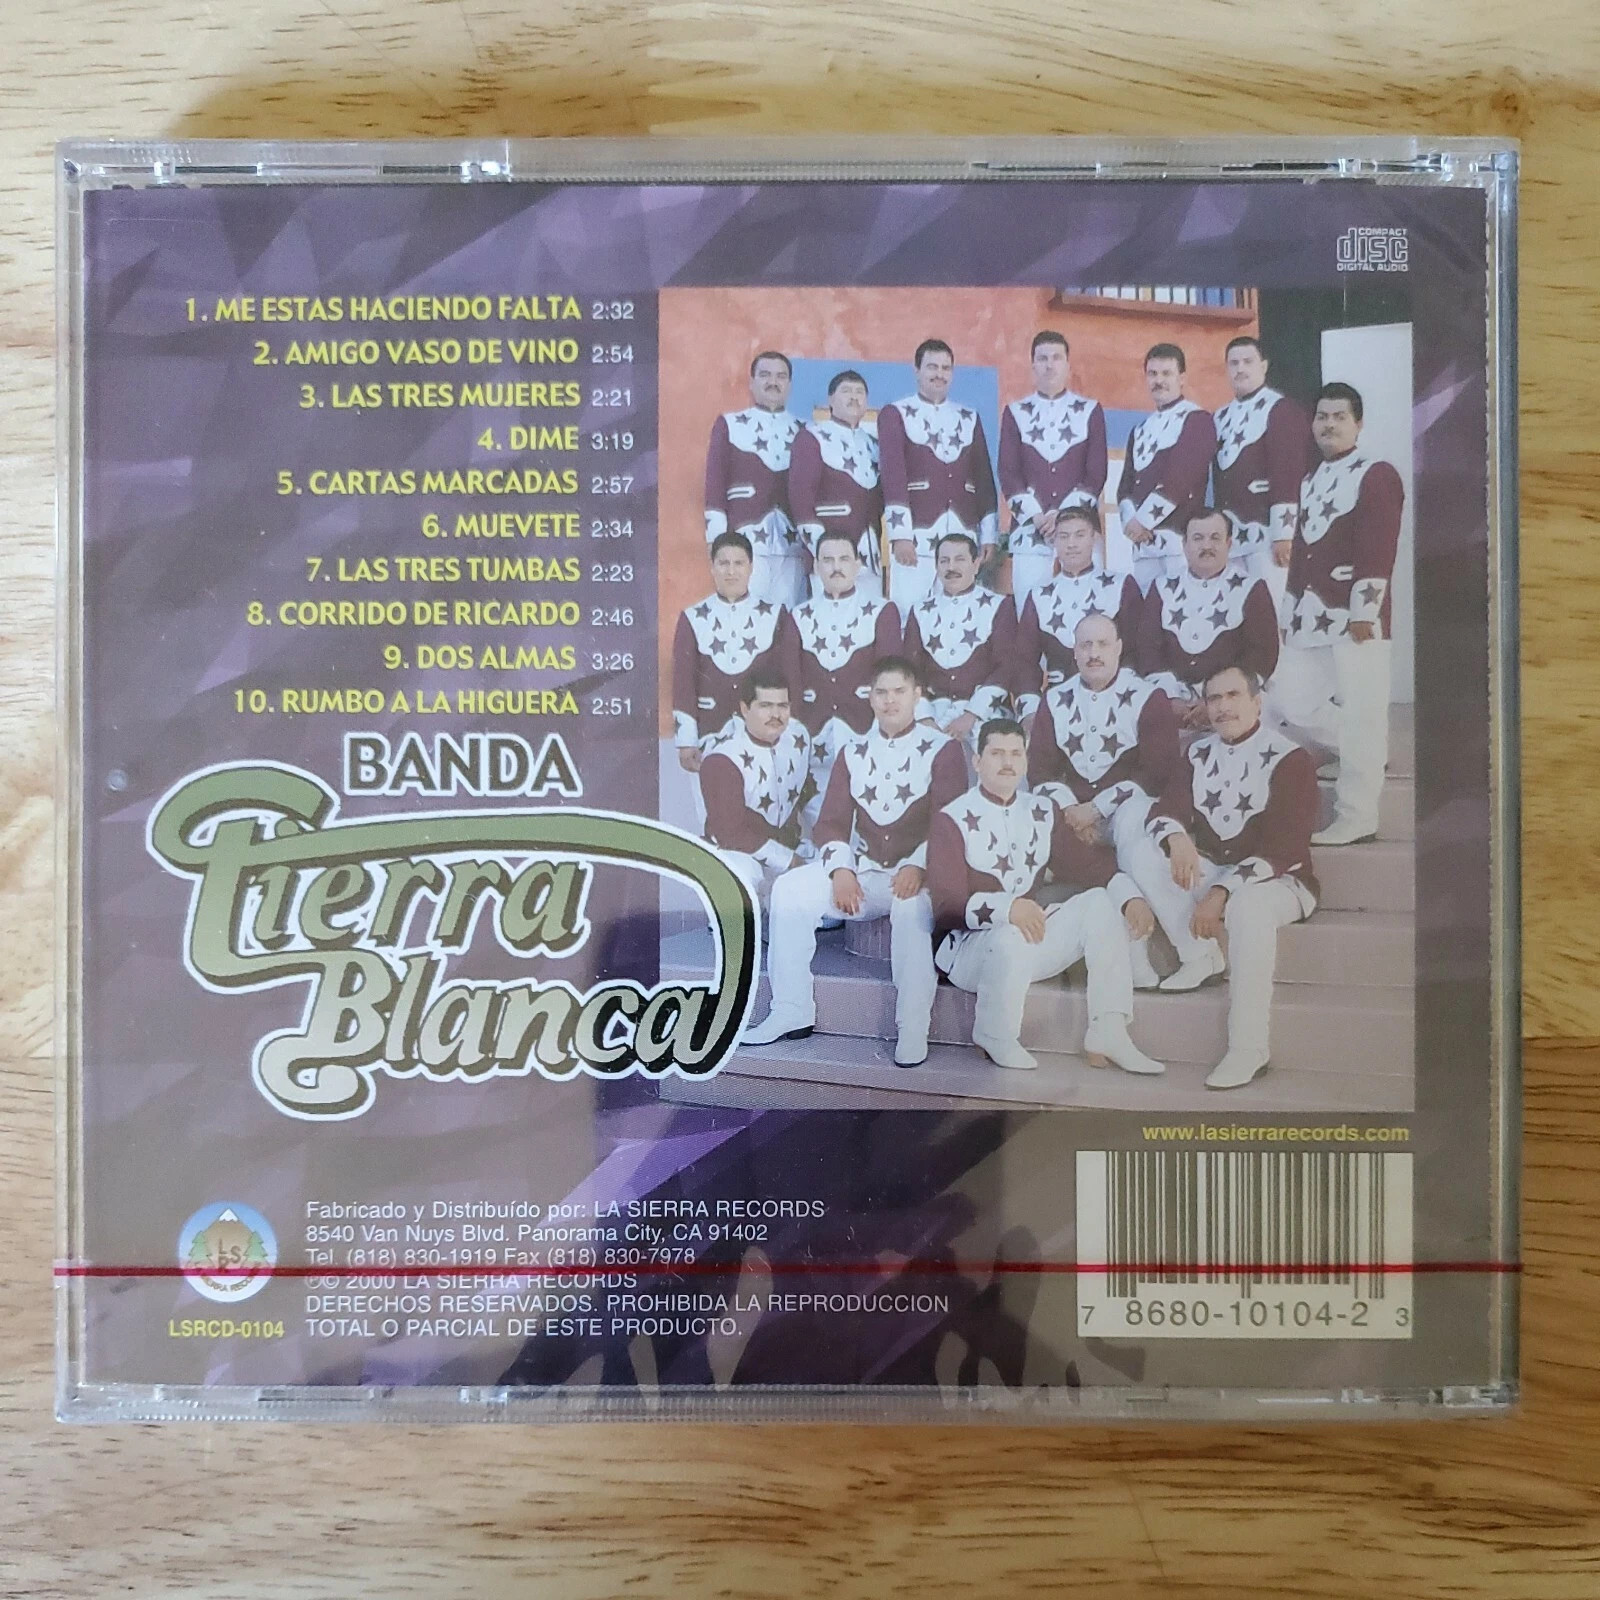 COMPACT
disc
DIGITAL AUDIO
1. ME ESTAS HACIENDO FALTA 2:32
2. AMIGO VASO DE VINO 2:54
3. LAS TRES MUJERES 2:21
4. DIME 3:19
5. CARTAS MARCADAS 2:57
6. MUEVETE 2:34
7. LAS TRES TUMBAS 2:23
8. CORRIDO DE RICARDO 2:46
9. DOS ALMAS 3:26
10. RUMBO A LA HIGUERA 2:51
BANDA
Tierra
Blanca
www.lasierrarecords.com
Fabricado y Distribuído por: LA SIERRA RECORDS
8540 Van Nuys Blvd. Panorama City, CA 91402
Tel. (818) 830-1919 Fax (818) 830-7978
℗© 2000 LA SIERRA RECORDS
DERECHOS RESERVADOS. PROHIBIDA LA REPRODUCCION
TOTAL O PARCIAL DE ESTE PRODUCTO.
LSRCD-0104
7 8680-10104-2 3